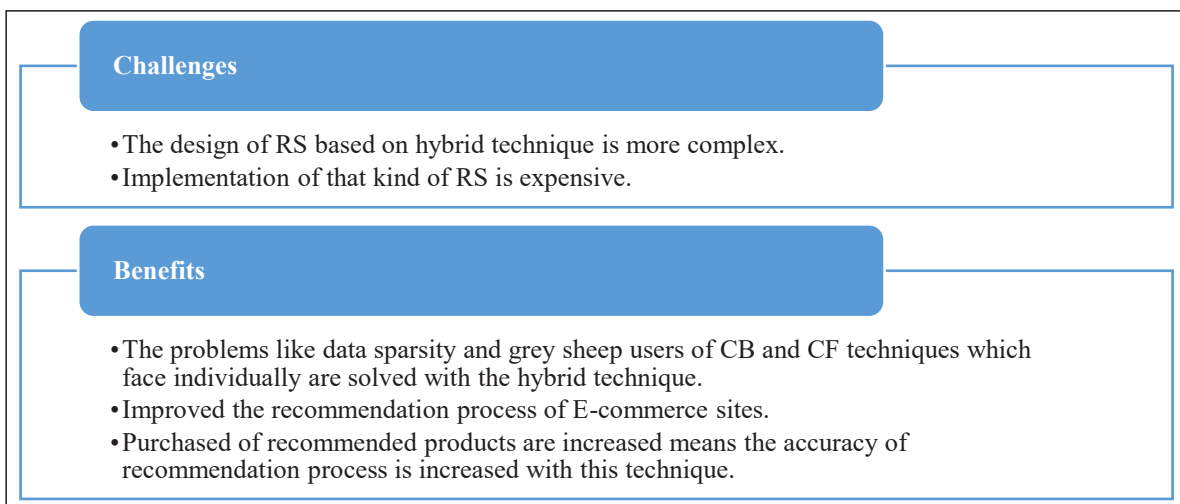 Challenges
•The design of RS based on hybrid technique is more complex.
•Implementation of that kind of RS is expensive.
Benefits
•The problems like data sparsity and grey sheep users of CB and CF techniques which
face individually are solved with the hybrid technique.
•Improved the recommendation process of E-commerce sites.
•Purchased of recommended products are increased means the accuracy of
recommendation process is increased with this technique.